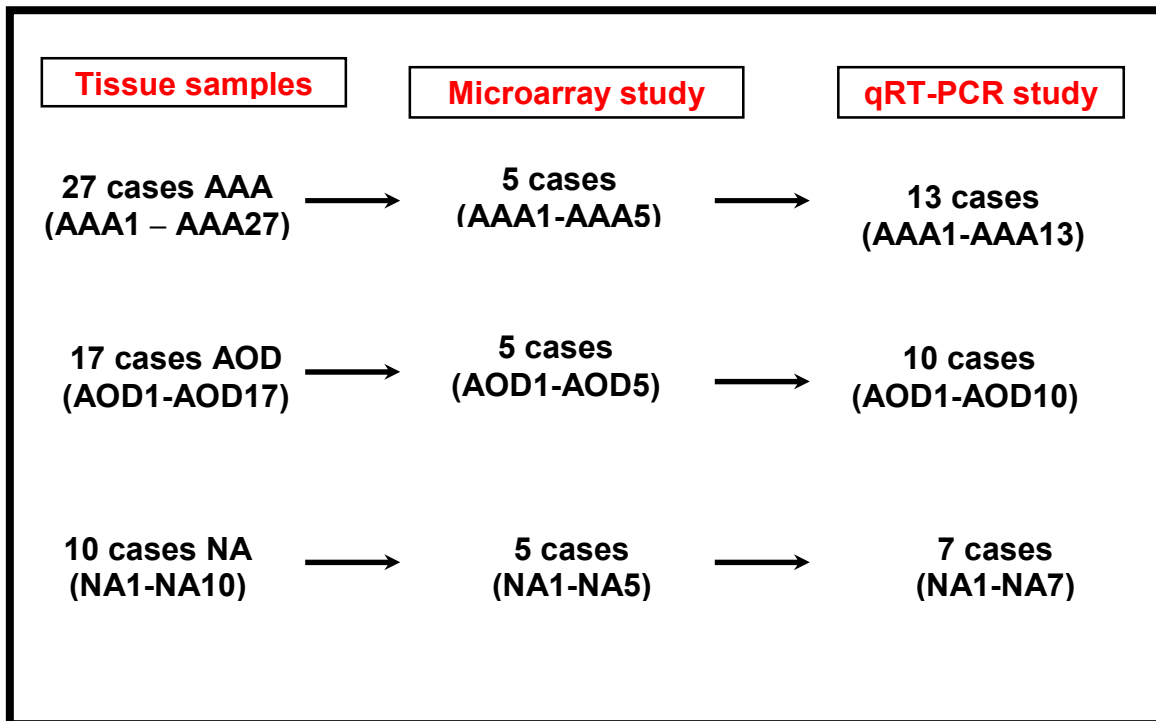 Tissue samples
Microarray study
qRT-PCR study
27 cases AAA
(AAA1 – AAA27)
5 cases
(AAA1-AAA5)
13 cases
(AAA1-AAA13)
17 cases AOD
(AOD1-AOD17)
5 cases
(AOD1-AOD5)
10 cases
(AOD1-AOD10)
10 cases NA
(NA1-NA10)
5 cases
(NA1-NA5)
7 cases
(NA1-NA7)